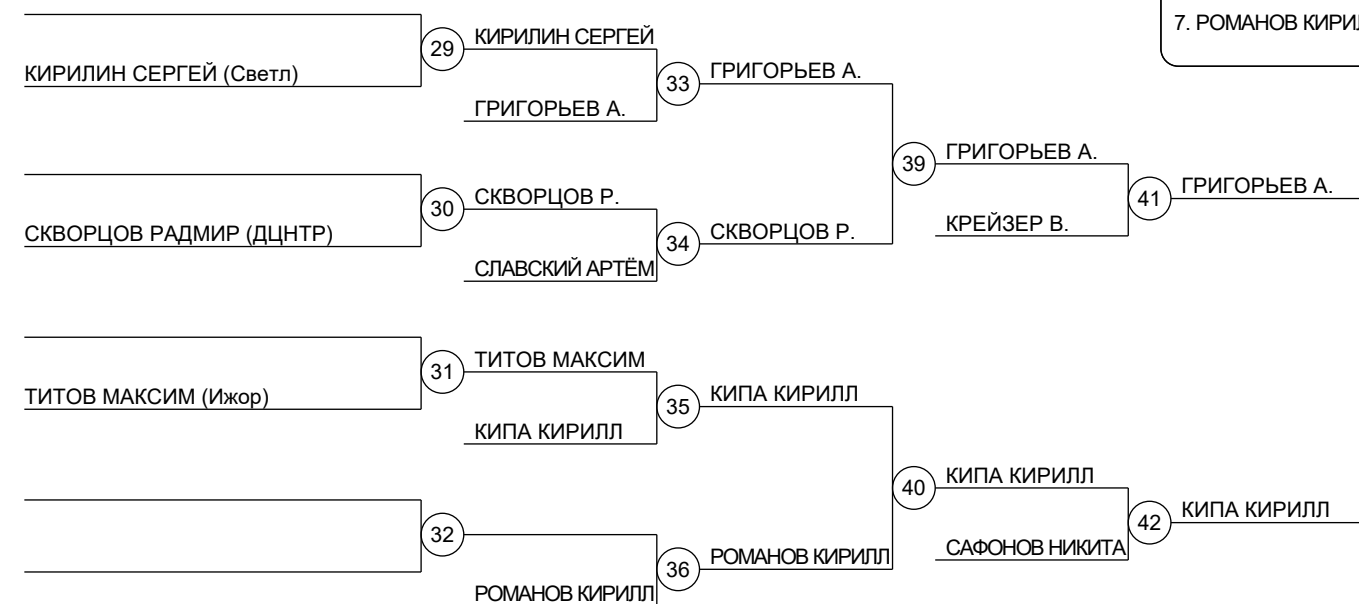 7. РОМАНОВ КИРИЛ
29
КИРИЛИН СЕРГЕЙ
КИРИЛИН СЕРГЕЙ (Светл)
33
ГРИГОРЬЕВ А.
ГРИГОРЬЕВ А.
39
ГРИГОРЬЕВ А.
30
СКВОРЦОВ Р.
41
ГРИГОРЬЕВ А.
СКВОРЦОВ РАДМИР (ДЦНТР)
34
СКВОРЦОВ Р.
КРЕЙЗЕР В.
СЛАВСКИЙ АРТЁМ
31
ТИТОВ МАКСИМ
ТИТОВ МАКСИМ (Ижор)
35
КИПА КИРИЛЛ
КИПА КИРИЛЛ
40
КИПА КИРИЛЛ
32
42
КИПА КИРИЛЛ
36
РОМАНОВ КИРИЛЛ
САФОНОВ НИКИТА
РОМАНОВ КИРИЛЛ